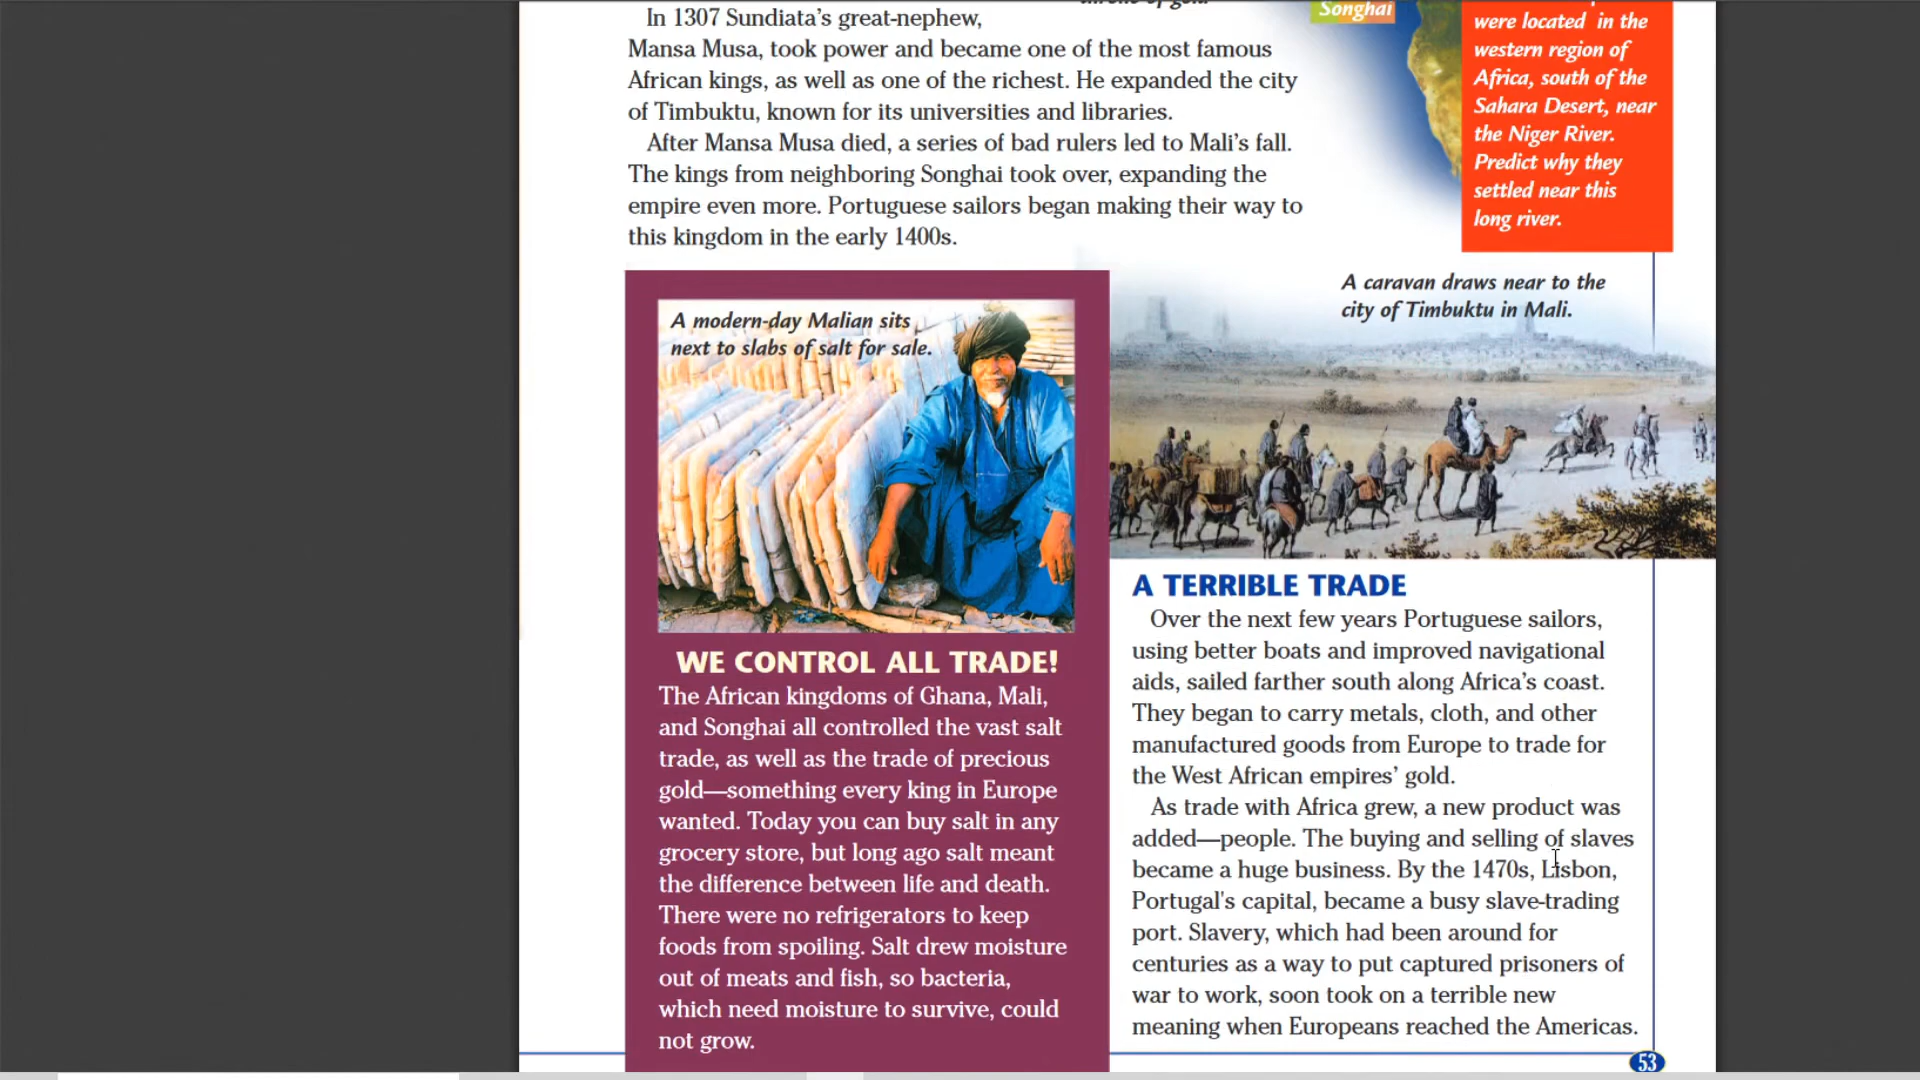 throne of gold
In 1307 Sundiata’s great-nephew,
Mansa Musa, took power and became one of the most famous
African kings, as well as one of the richest. He expanded the city
of Timbuktu, known for its universities and libraries.
After Mansa Musa died, a series of bad rulers led to Mali’s fall.
The kings from neighboring Songhai took over, expanding the
empire even more. Portuguese sailors began making their way to
this kingdom in the early 1400s.
Songhai
were located in the
western region of
Africa, south of the
Sahara Desert, near
the Niger River.
Predict why they
settled near this
long river.
A modern-day Malian sits
next to slabs of salt for sale.
WE CONTROL ALL TRADE!
The African kingdoms of Ghana, Mali,
and Songhai all controlled the vast salt
trade, as well as the trade of precious
gold—something every king in Europe
wanted. Today you can buy salt in any
grocery store, but long ago salt meant
the difference between life and death.
There were no refrigerators to keep
foods from spoiling. Salt drew moisture
out of meats and fish, so bacteria,
which need moisture to survive, could
not grow.
A caravan draws near to the
city of Timbuktu in Mali.
A TERRIBLE TRADE
Over the next few years Portuguese sailors,
using better boats and improved navigational
aids, sailed farther south along Africa’s coast.
They began to carry metals, cloth, and other
manufactured goods from Europe to trade for
the West African empires’ gold.
As trade with Africa grew, a new product was
added—people. The buying and selling of slaves
became a huge business. By the 1470s, Lisbon,
Portugal's capital, became a busy slave-trading
port. Slavery, which had been around for
centuries as a way to put captured prisoners of
war to work, soon took on a terrible new
meaning when Europeans reached the Americas.
53